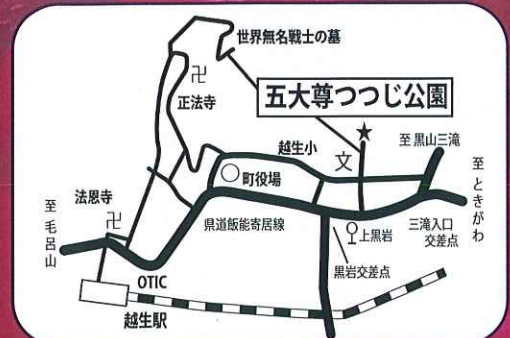 世界無名戦士の墓
卍
正法寺
五大尊つつじ公園
★
越生小
文
至 黒山三滝
至 ときがわ
町役場
法恩寺
卍
至 毛呂山
県道飯能寄居線
上黒岩
三滝入口
交差点
黒岩交差点
OTIC
越生駅